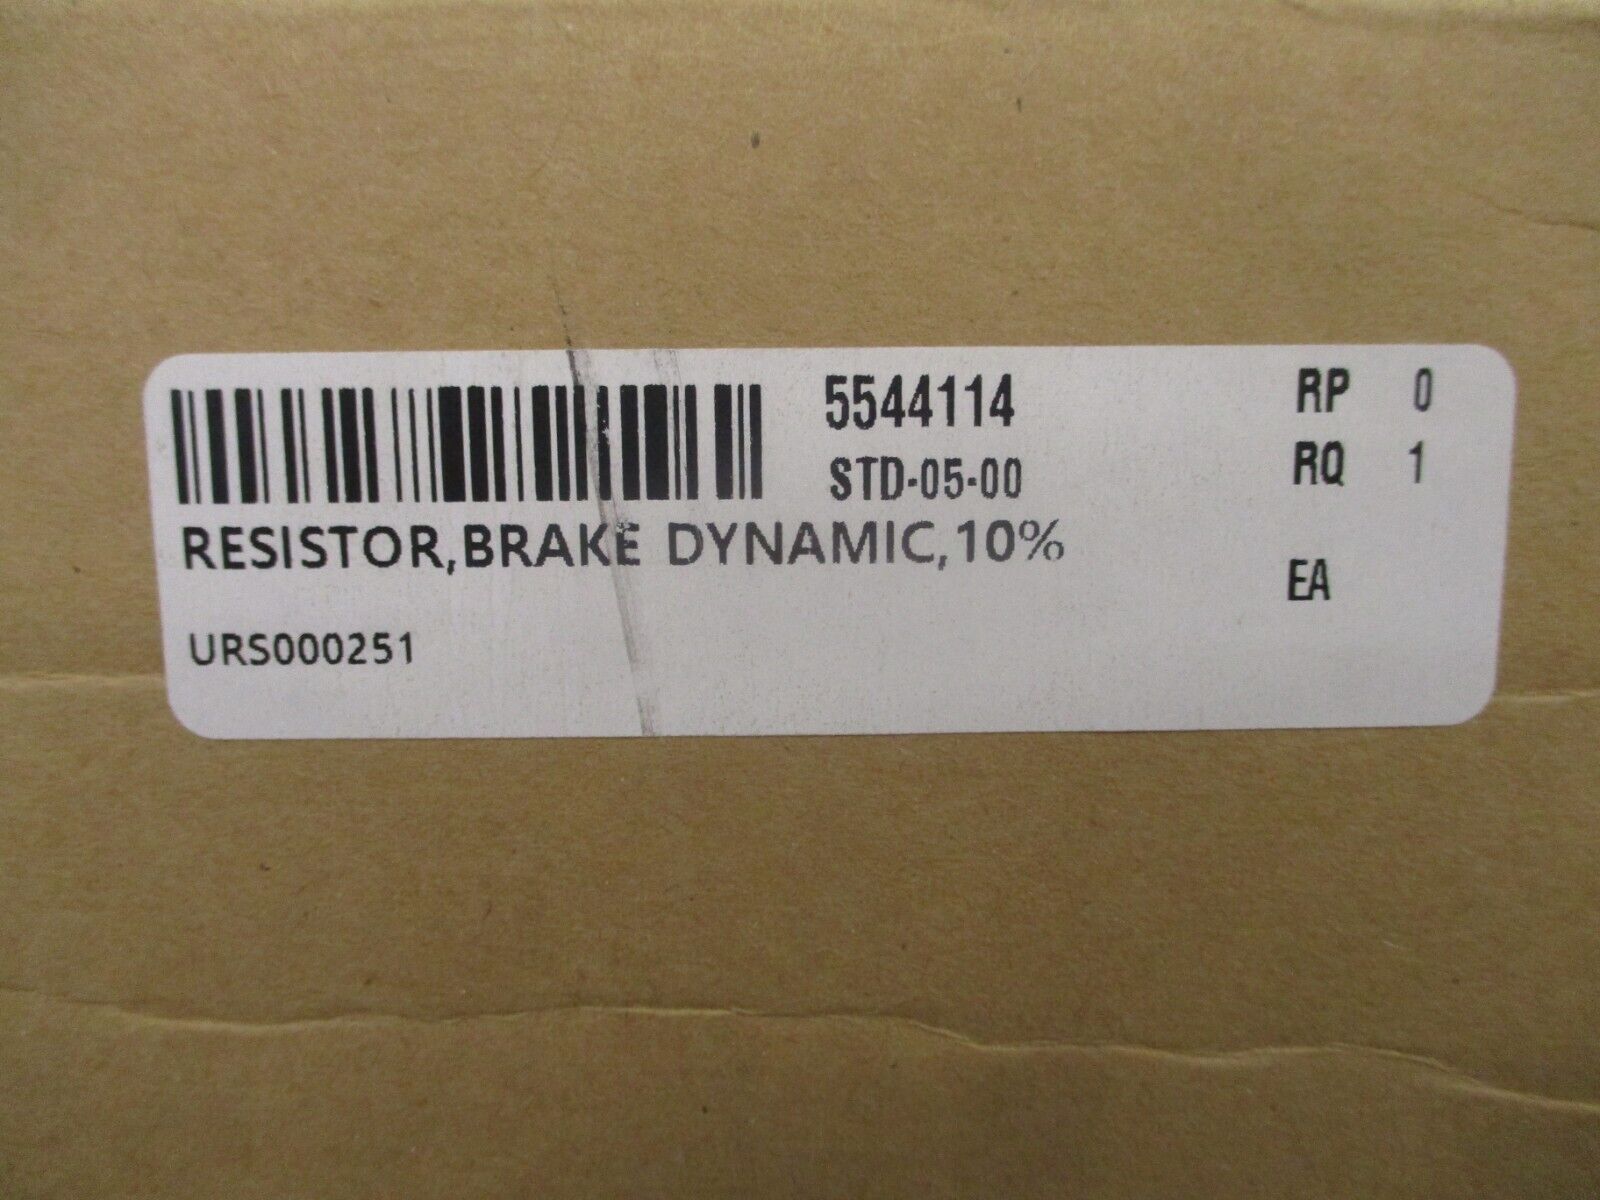 5544114 RP 0
STD-05-00 RQ 1
RESISTOR,BRAKE DYNAMIC,10%
EA
URS000251